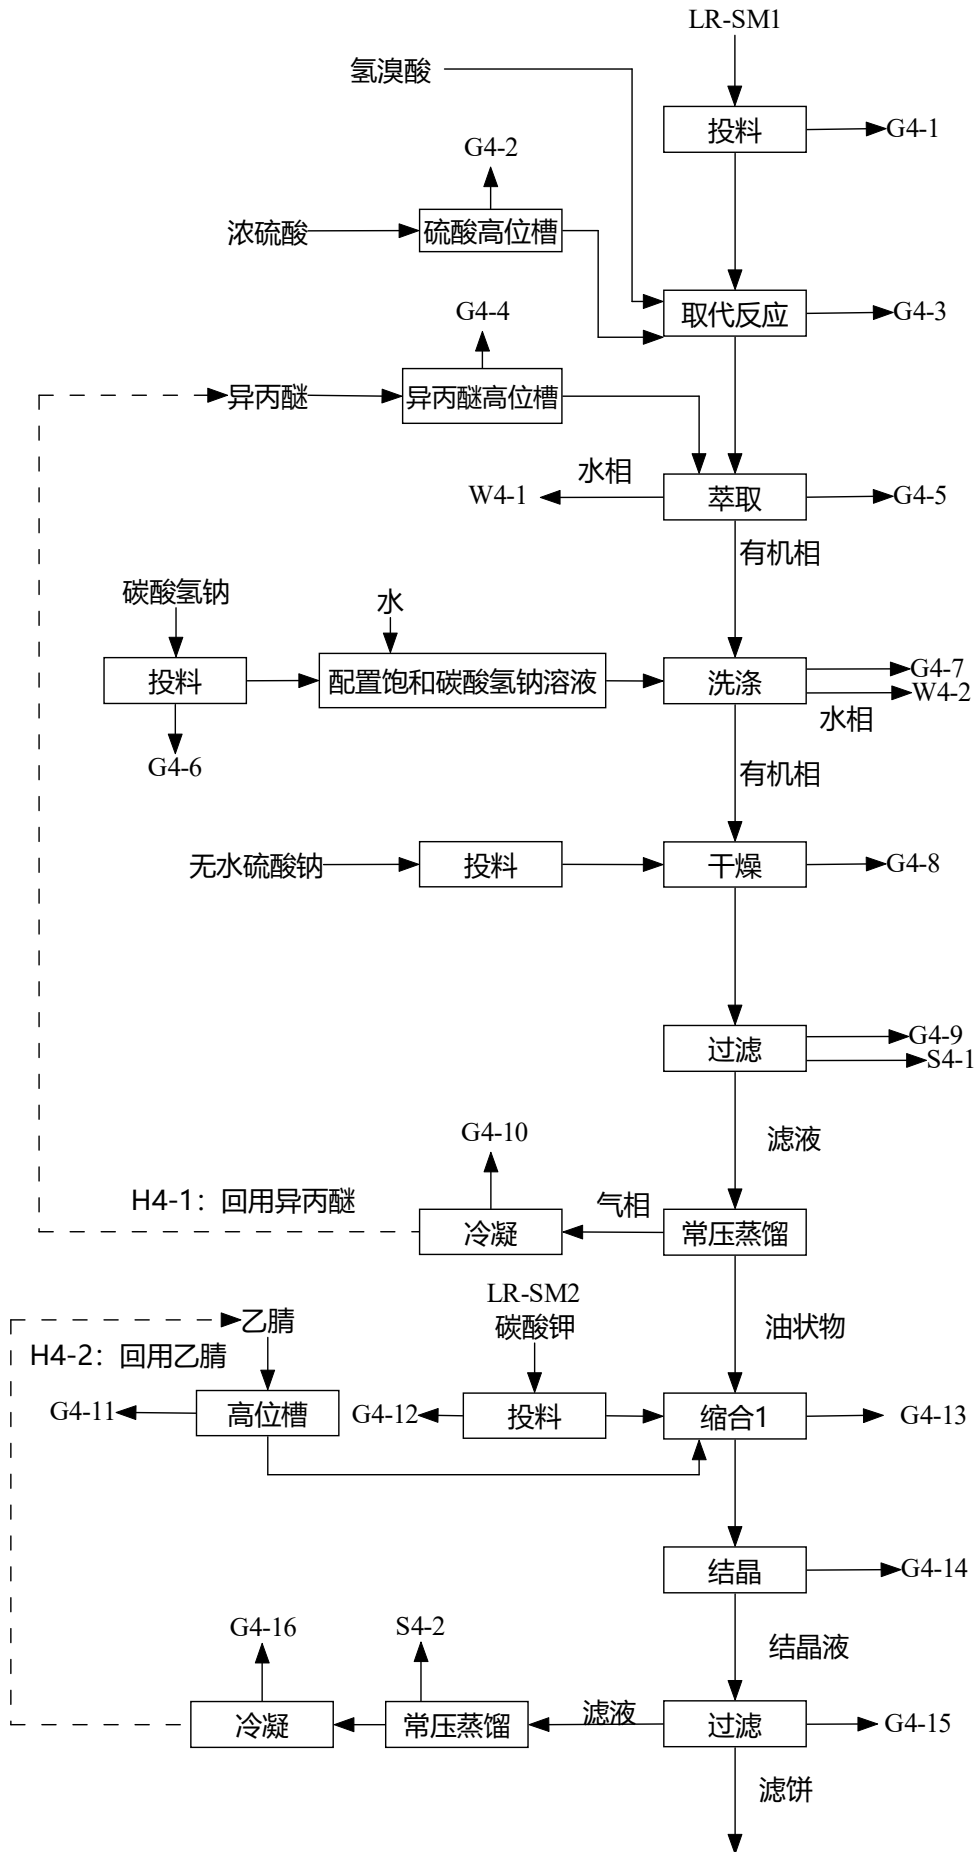 LR-SM1
氢溴酸
投料
G4-1
G4-2
浓硫酸
硫酸高位槽
取代反应
G4-3
G4-4
异丙醚
异丙醚高位槽
水相
W4-1
萃取
G4-5
有机相
碳酸氢钠
水
投料
配置饱和碳酸氢钠溶液
洗涤
G4-7
W4-2
水相
G4-6
有机相
无水硫酸钠
投料
干燥
G4-8
过滤
G4-9
S4-1
滤液
G4-10
H4-1：回用异丙醚
冷凝
气相
常压蒸馏
LR-SM2
碳酸钾
乙腈
油状物
H4-2：回用乙腈
G4-11
高位槽
G4-12
投料
缩合1
G4-13
结晶
G4-14
G4-16
S4-2
结晶液
冷凝
常压蒸馏
滤液
过滤
G4-15
滤饼